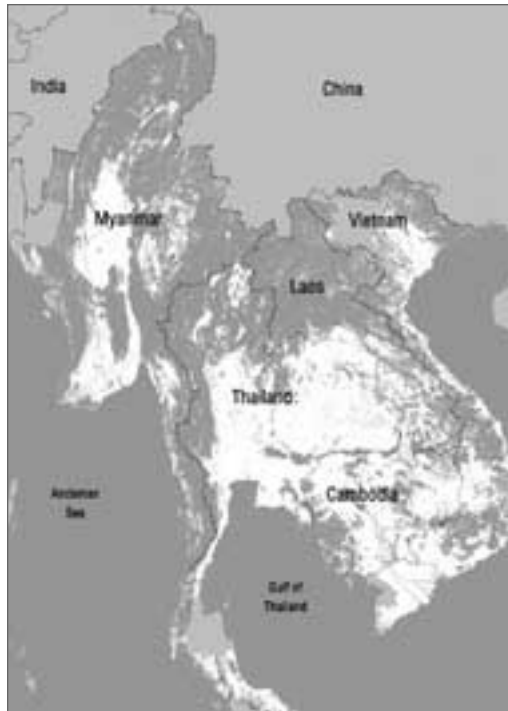 India
China
Myanmar
Vietnam
Laos
Thailand
Cambodia
Andaman
Sea
Gulf of
Thailand